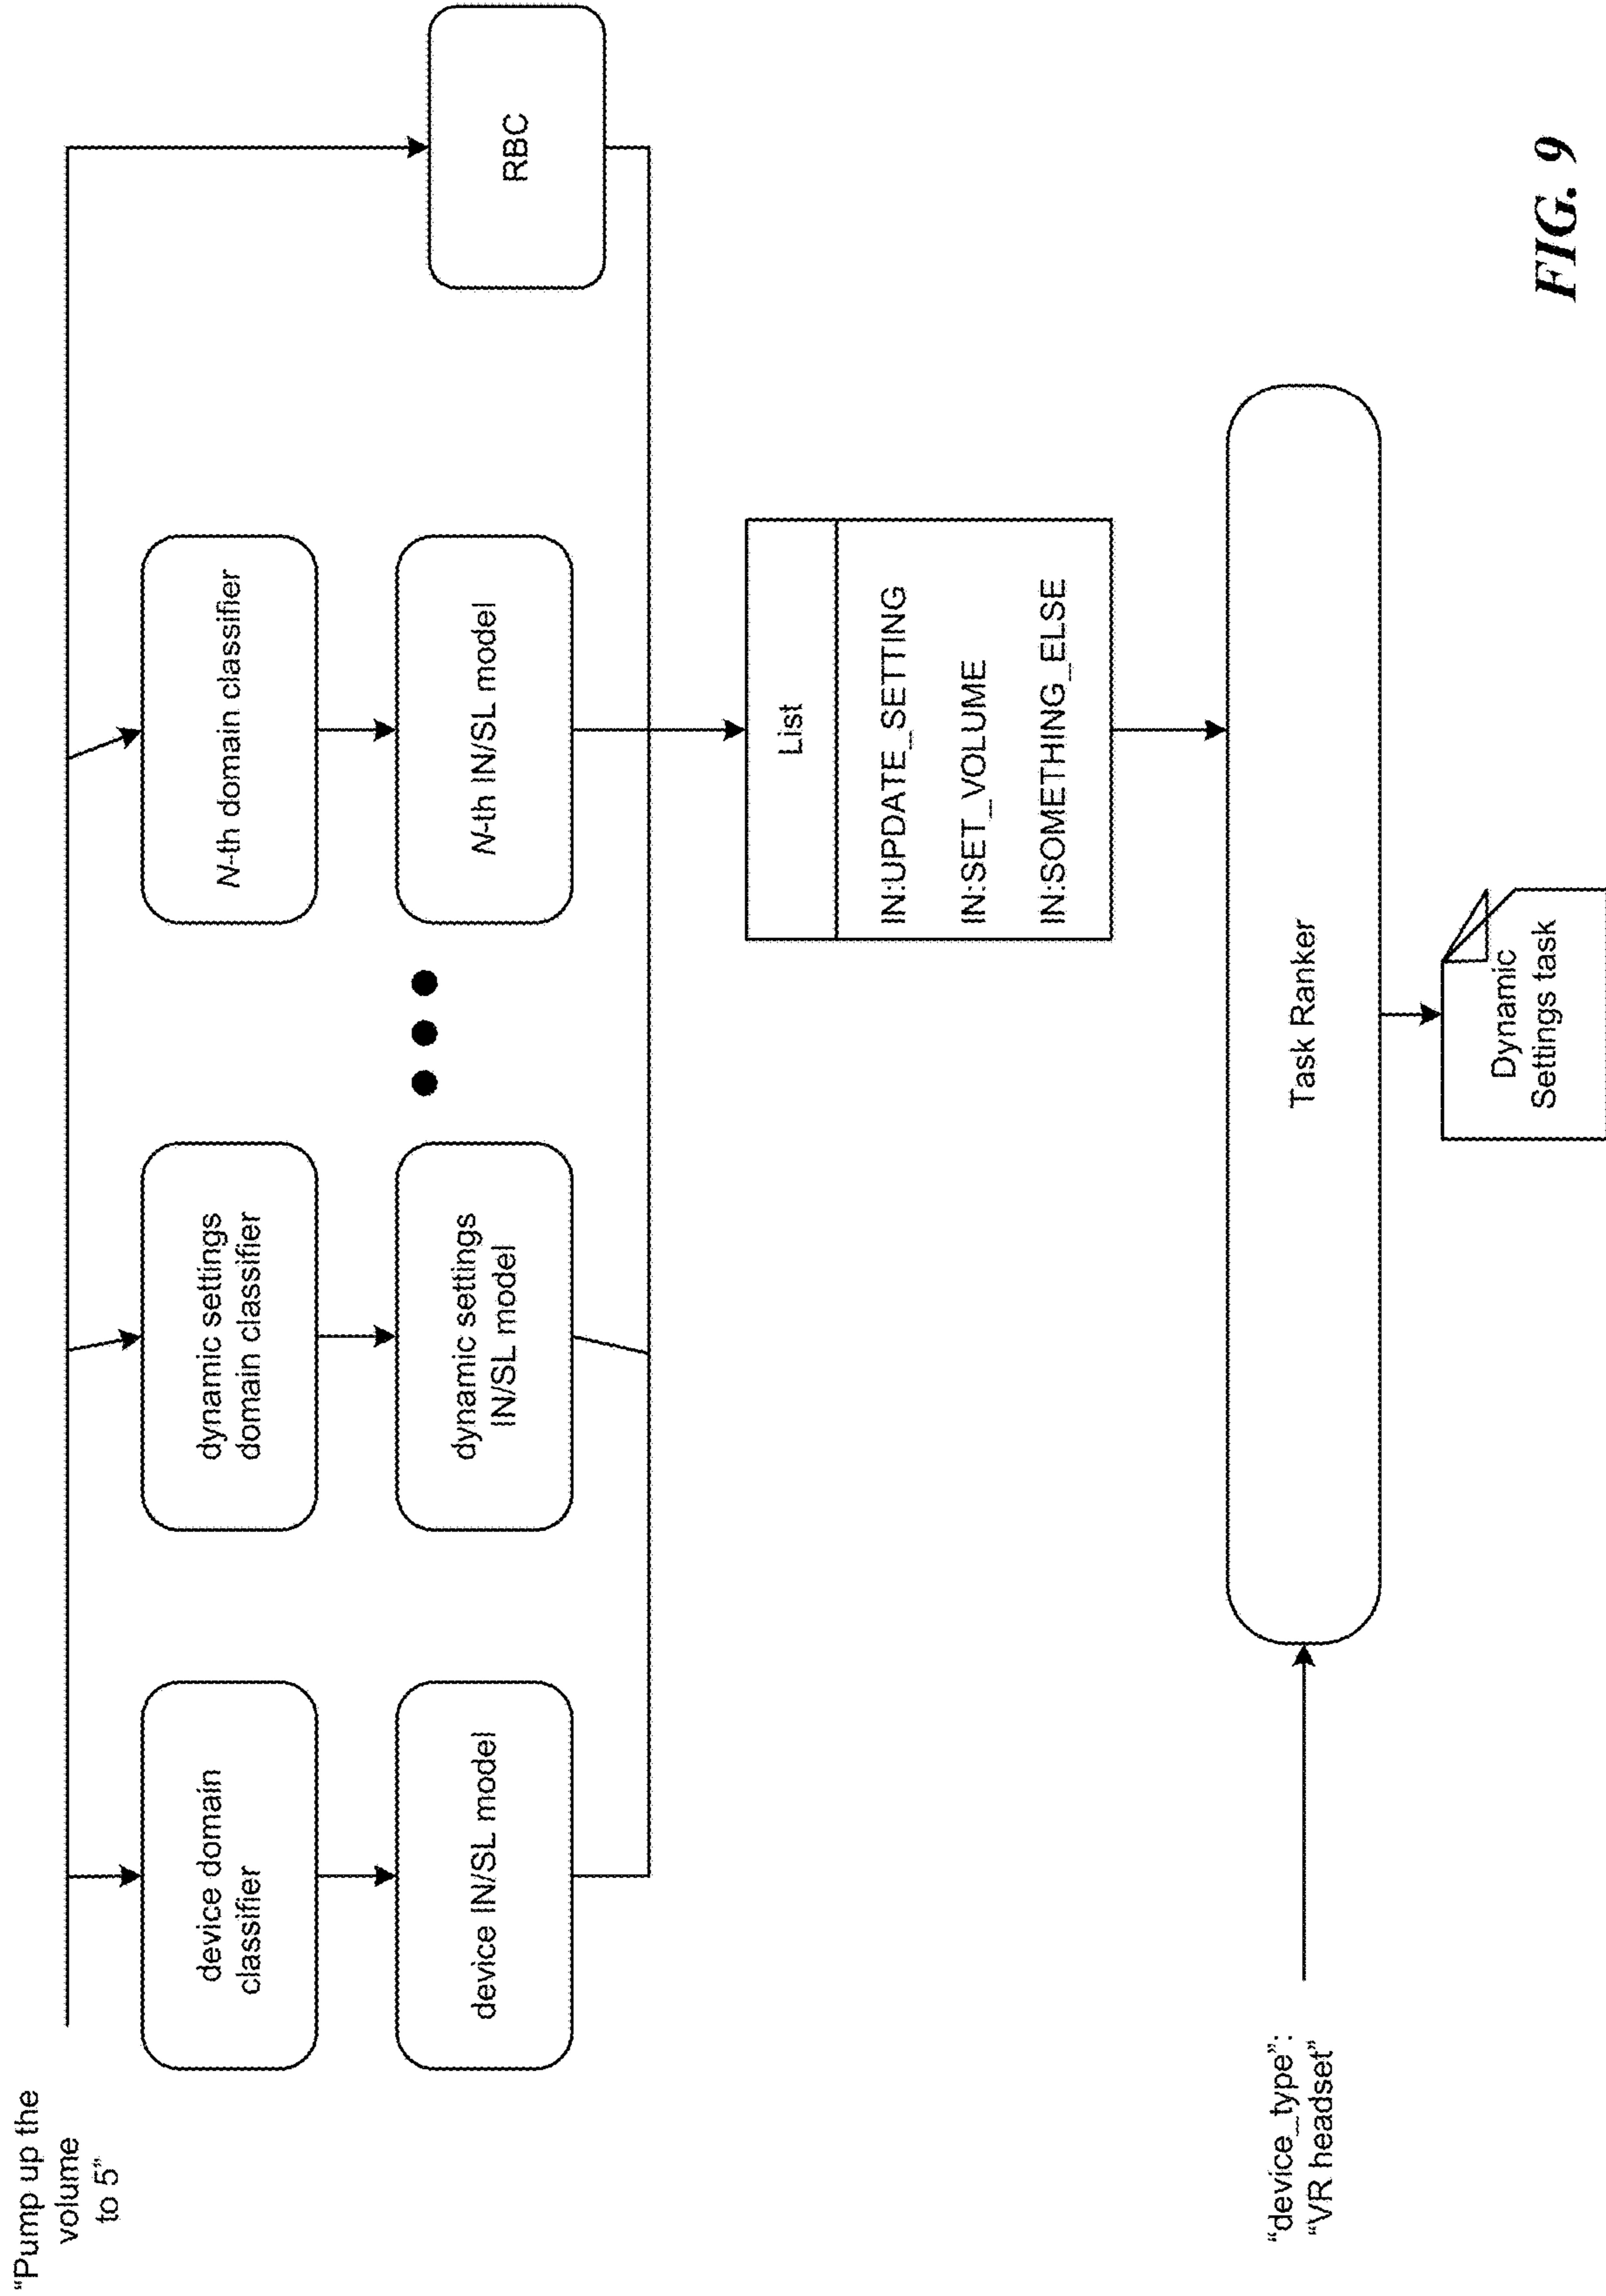 “Pump up the
volume
to 5”
device domain
classifier
dynamic settings
domain classifier
N-th domain classifier
device IN/SL model
dynamic settings
IN/SL model
N-th IN/SL model
RBC
List
IN:UPDATE_SETTING
IN:SET_VOLUME
IN:SOMETHING_ELSE
“device_type”:
“VR headset”
Task Ranker
Dynamic
Settings task
FIG. 9